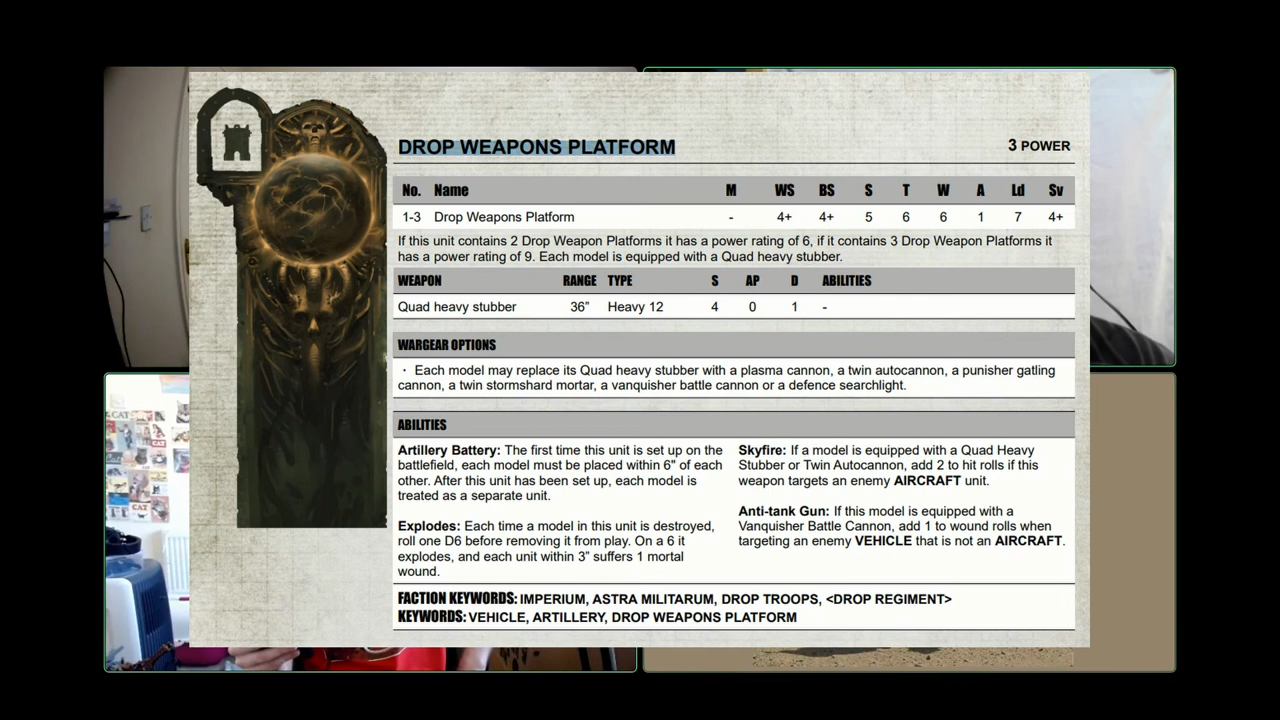 DROP WEAPONS PLATFORM 3 POWER
No. Name M WS BS S T W A Ld Sv
1-3 Drop Weapons Platform - 4+ 4+ 5 6 6 1 7 4+
If this unit contains 2 Drop Weapon Platforms it has a power rating of 6, if it contains 3 Drop Weapon Platforms it
has a power rating of 9. Each model is equipped with a Quad heavy stubber.
WEAPON RANGE TYPE S AP D ABILITIES
Quad heavy stubber 36" Heavy 12 4 0 1 -
WARGEAR OPTIONS
· Each model may replace its Quad heavy stubber with a plasma cannon, a twin autocannon, a punisher gatling
cannon, a twin stormshard mortar, a vanquisher battle cannon or a defence searchlight.
ABILITIES
Artillery Battery: The first time this unit is set up on the
battlefield, each model must be placed within 6" of each
other. After this unit has been set up, each model is
treated as a separate unit.
Explodes: Each time a model in this unit is destroyed,
roll one D6 before removing it from play. On a 6 it
explodes, and each unit within 3" suffers 1 mortal
wound.
Skyfire: If a model is equipped with a Quad Heavy
Stubber or Twin Autocannon, add 2 to hit rolls if this
weapon targets an enemy AIRCRAFT unit.
Anti-tank Gun: If this model is equipped with a
Vanquisher Battle Cannon, add 1 to wound rolls when
targeting an enemy VEHICLE that is not an AIRCRAFT.
FACTION KEYWORDS: IMPERIUM, ASTRA MILITARUM, DROP TROOPS, <DROP REGIMENT>
KEYWORDS: VEHICLE, ARTILLERY, DROP WEAPONS PLATFORM
CAT
CAT
CAT
CAT